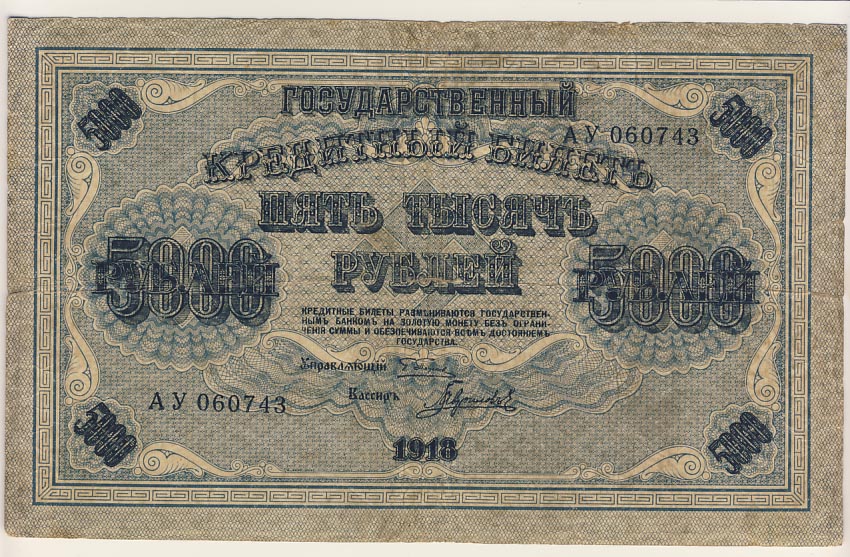 5000 5000
ГОСУДАРСТВЕННЫЙ
АУ 060743
КРЕДИТНЫЙ БИЛЕТЪ
ПЯТЬ ТЫСЯЧЪ
РУБЛЕЙ
5000 5000
РУБЛЕЙ РУБЛЕЙ
КРЕДИТНЫЕ БИЛЕТЫ РАЗМѢНИВАЮТСЯ ГОСУДАРСТВЕН-
НЫМЪ БАНКОМЪ НА ЗОЛОТУЮ МОНЕТУ БЕЗЪ ОГРАНИ-
ЧЕНІЯ СУММЫ И ОБЕЗПЕЧИВАЮТСЯ ВСѢМЪ ДОСТОЯНІЕМЪ
ГОСУДАРСТВА.
Управляющій
Кассиръ
АУ 060743
5000 1918 5000